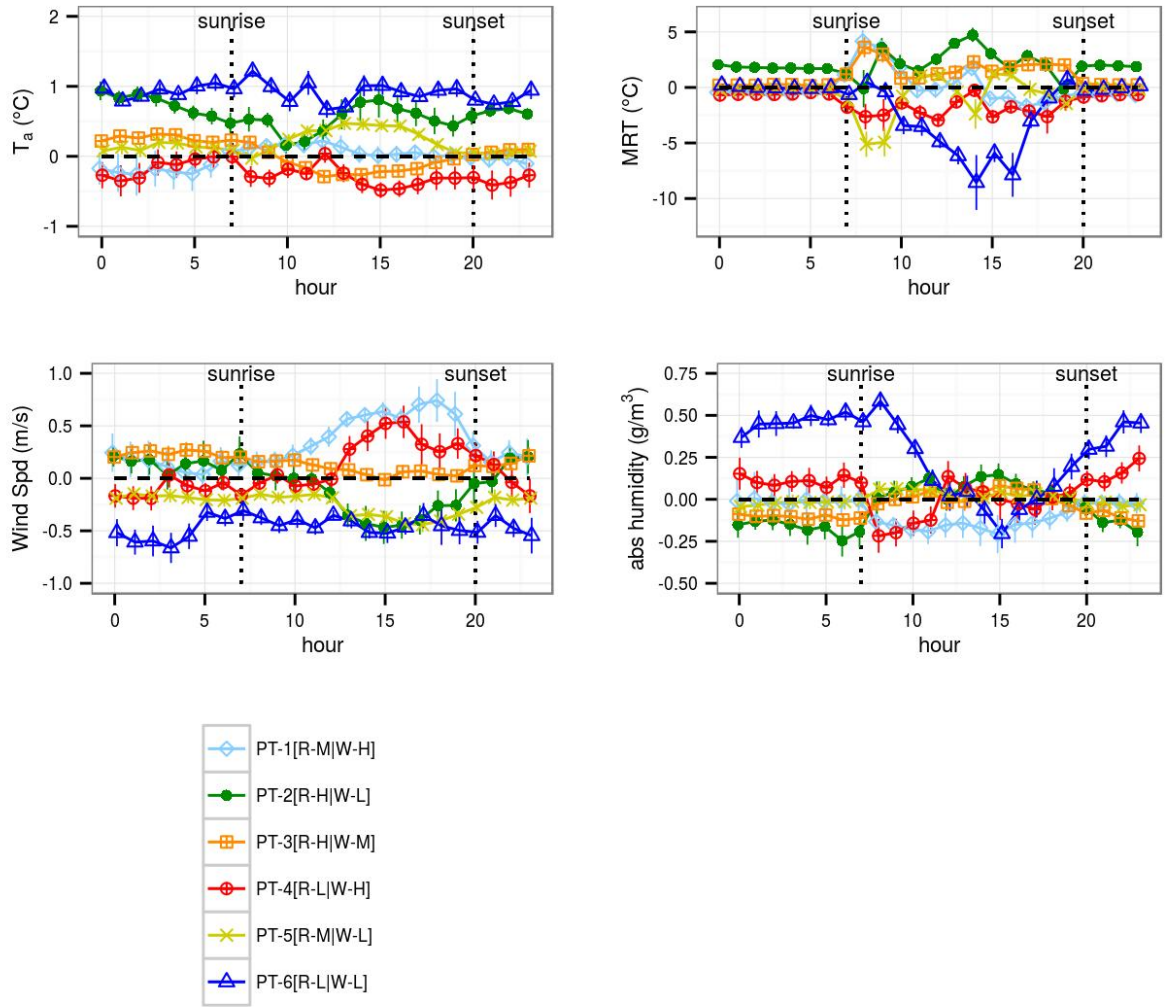 sunrise
sunset
2
1
0
-1
T_a (°C)
0
5
10
15
20
hour
sunrise
sunset
5
0
-5
-10
MRT (°C)
0
5
10
15
20
hour
sunrise
sunset
1.0
0.5
0.0
-0.5
-1.0
Wind Spd (m/s)
0
5
10
15
20
hour
sunrise
sunset
0.75
0.50
0.25
0.00
-0.25
-0.50
abs humidity (g/m³)
0
5
10
15
20
hour
PT-1[R-M|W-H]
PT-2[R-H|W-L]
PT-3[R-H|W-M]
PT-4[R-L|W-H]
PT-5[R-M|W-L]
PT-6[R-L|W-L]